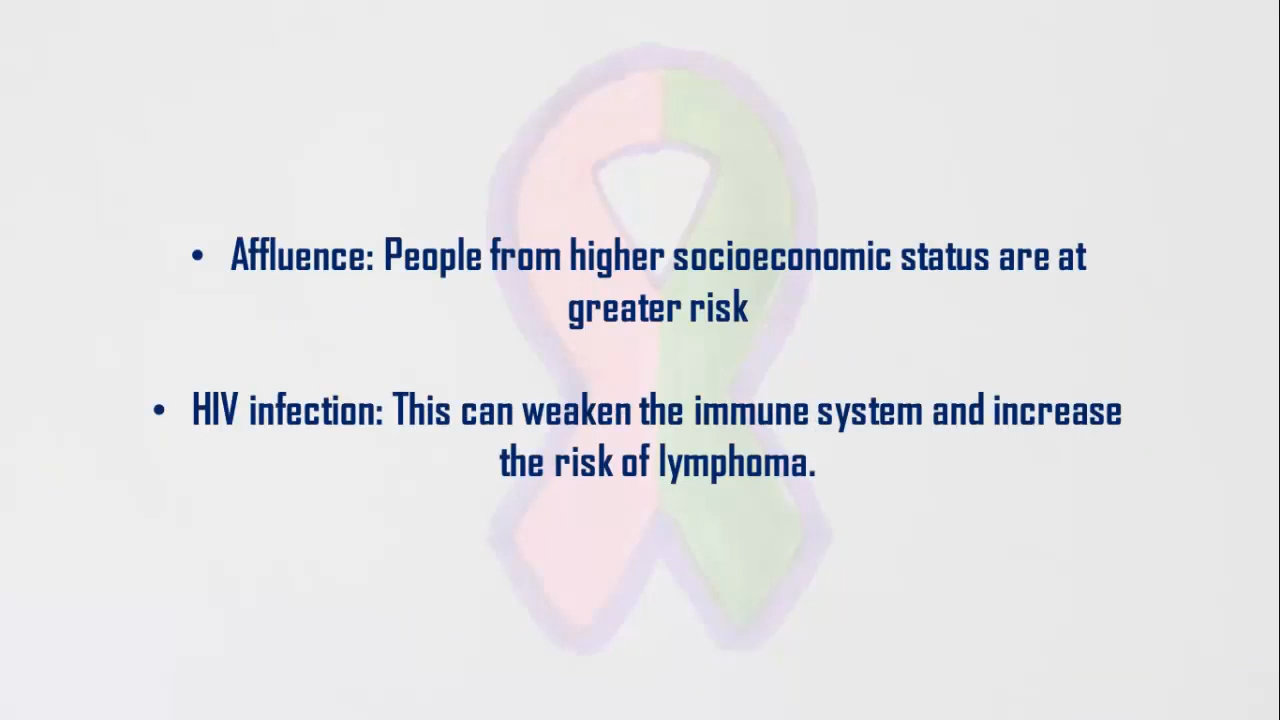 • Affluence: People from higher socioeconomic status are at
greater risk
• HIV infection: This can weaken the immune system and increase
the risk of lymphoma.